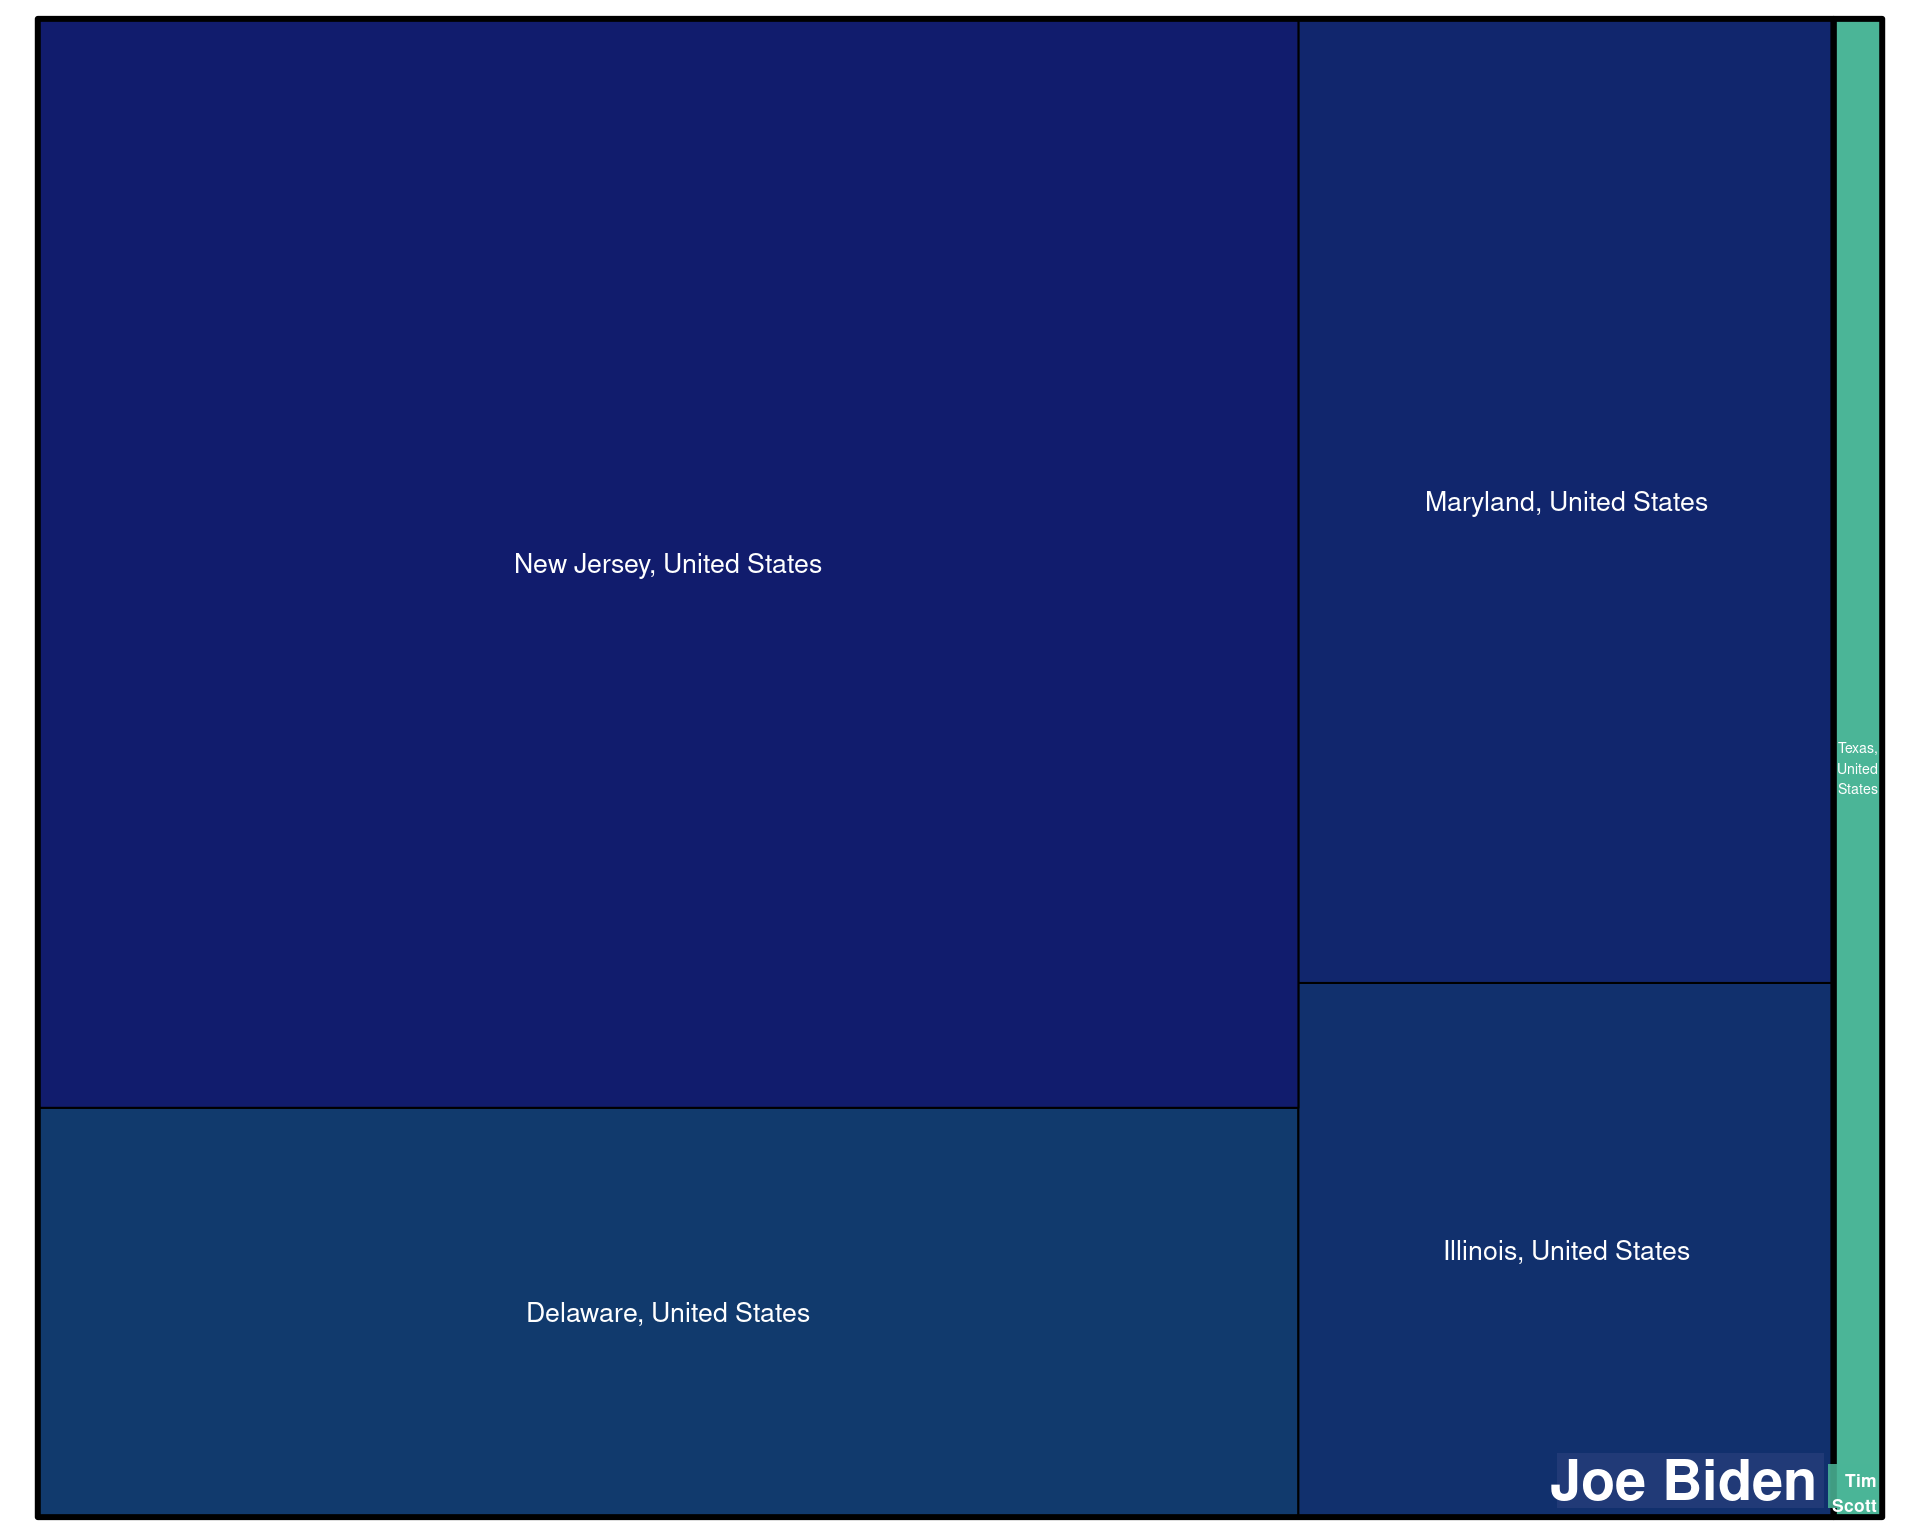 New Jersey, United States
Maryland, United States
Texas,
United
States
Delaware, United States
Illinois, United States
Joe Biden
Tim
Scott